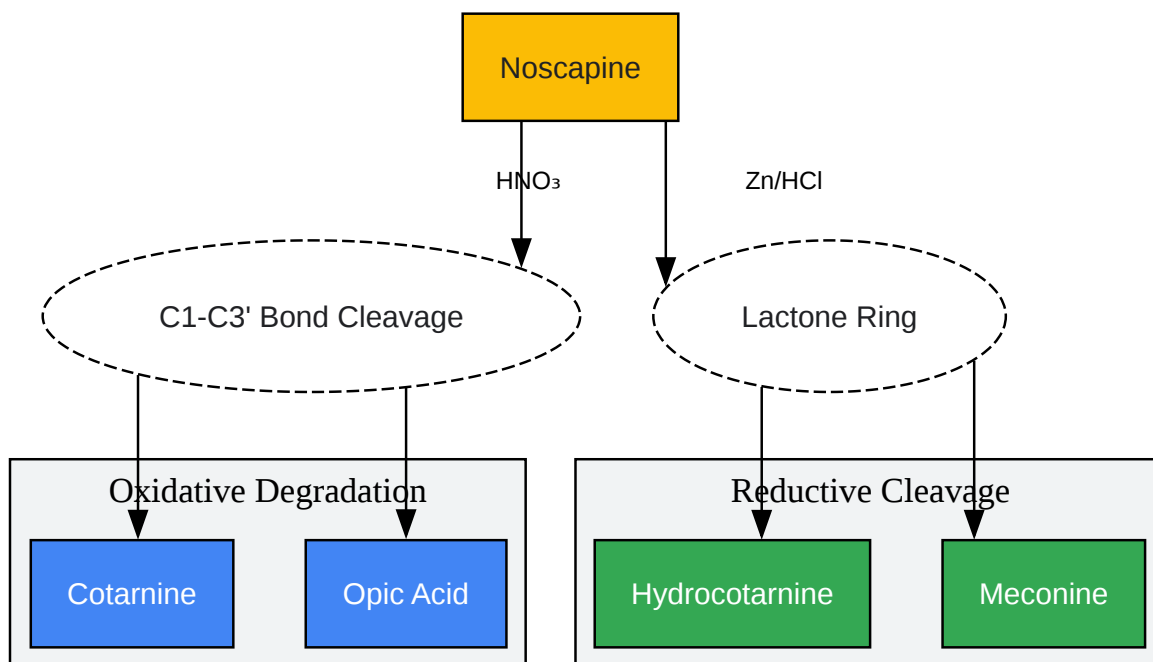 Noscapine
HNO₃
Zn/HCl
C1-C3' Bond Cleavage
Lactone Ring
Oxidative Degradation
Reductive Cleavage
Cotarnine
Opic Acid
Hydrocotarnine
Meconine